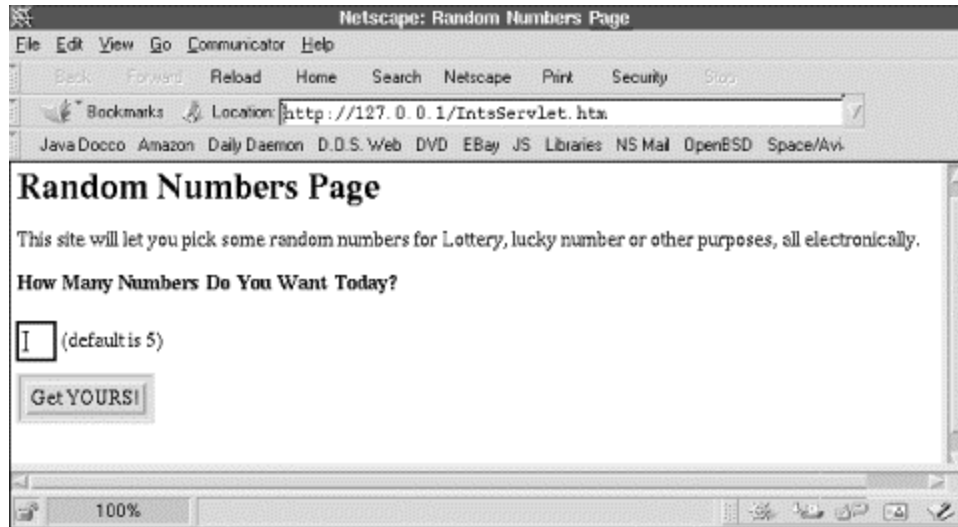 Netscape: Random Numbers Page
File Edit View Go Communicator Help
Back Forward Reload Home Search Netscape Print Security Stop
Bookmarks Location: http://127.0.0.1/IntsServlet.htm
Java Docco Amazon Daily Daemon D.D.S. Web DVD EBay JS Libraries NS Mail OpenBSD Space/Avi
Random Numbers Page
This site will let you pick some random numbers for Lottery, lucky number or other purposes, all electronically.
How Many Numbers Do You Want Today?
(default is 5)
Get YOURS!
100%